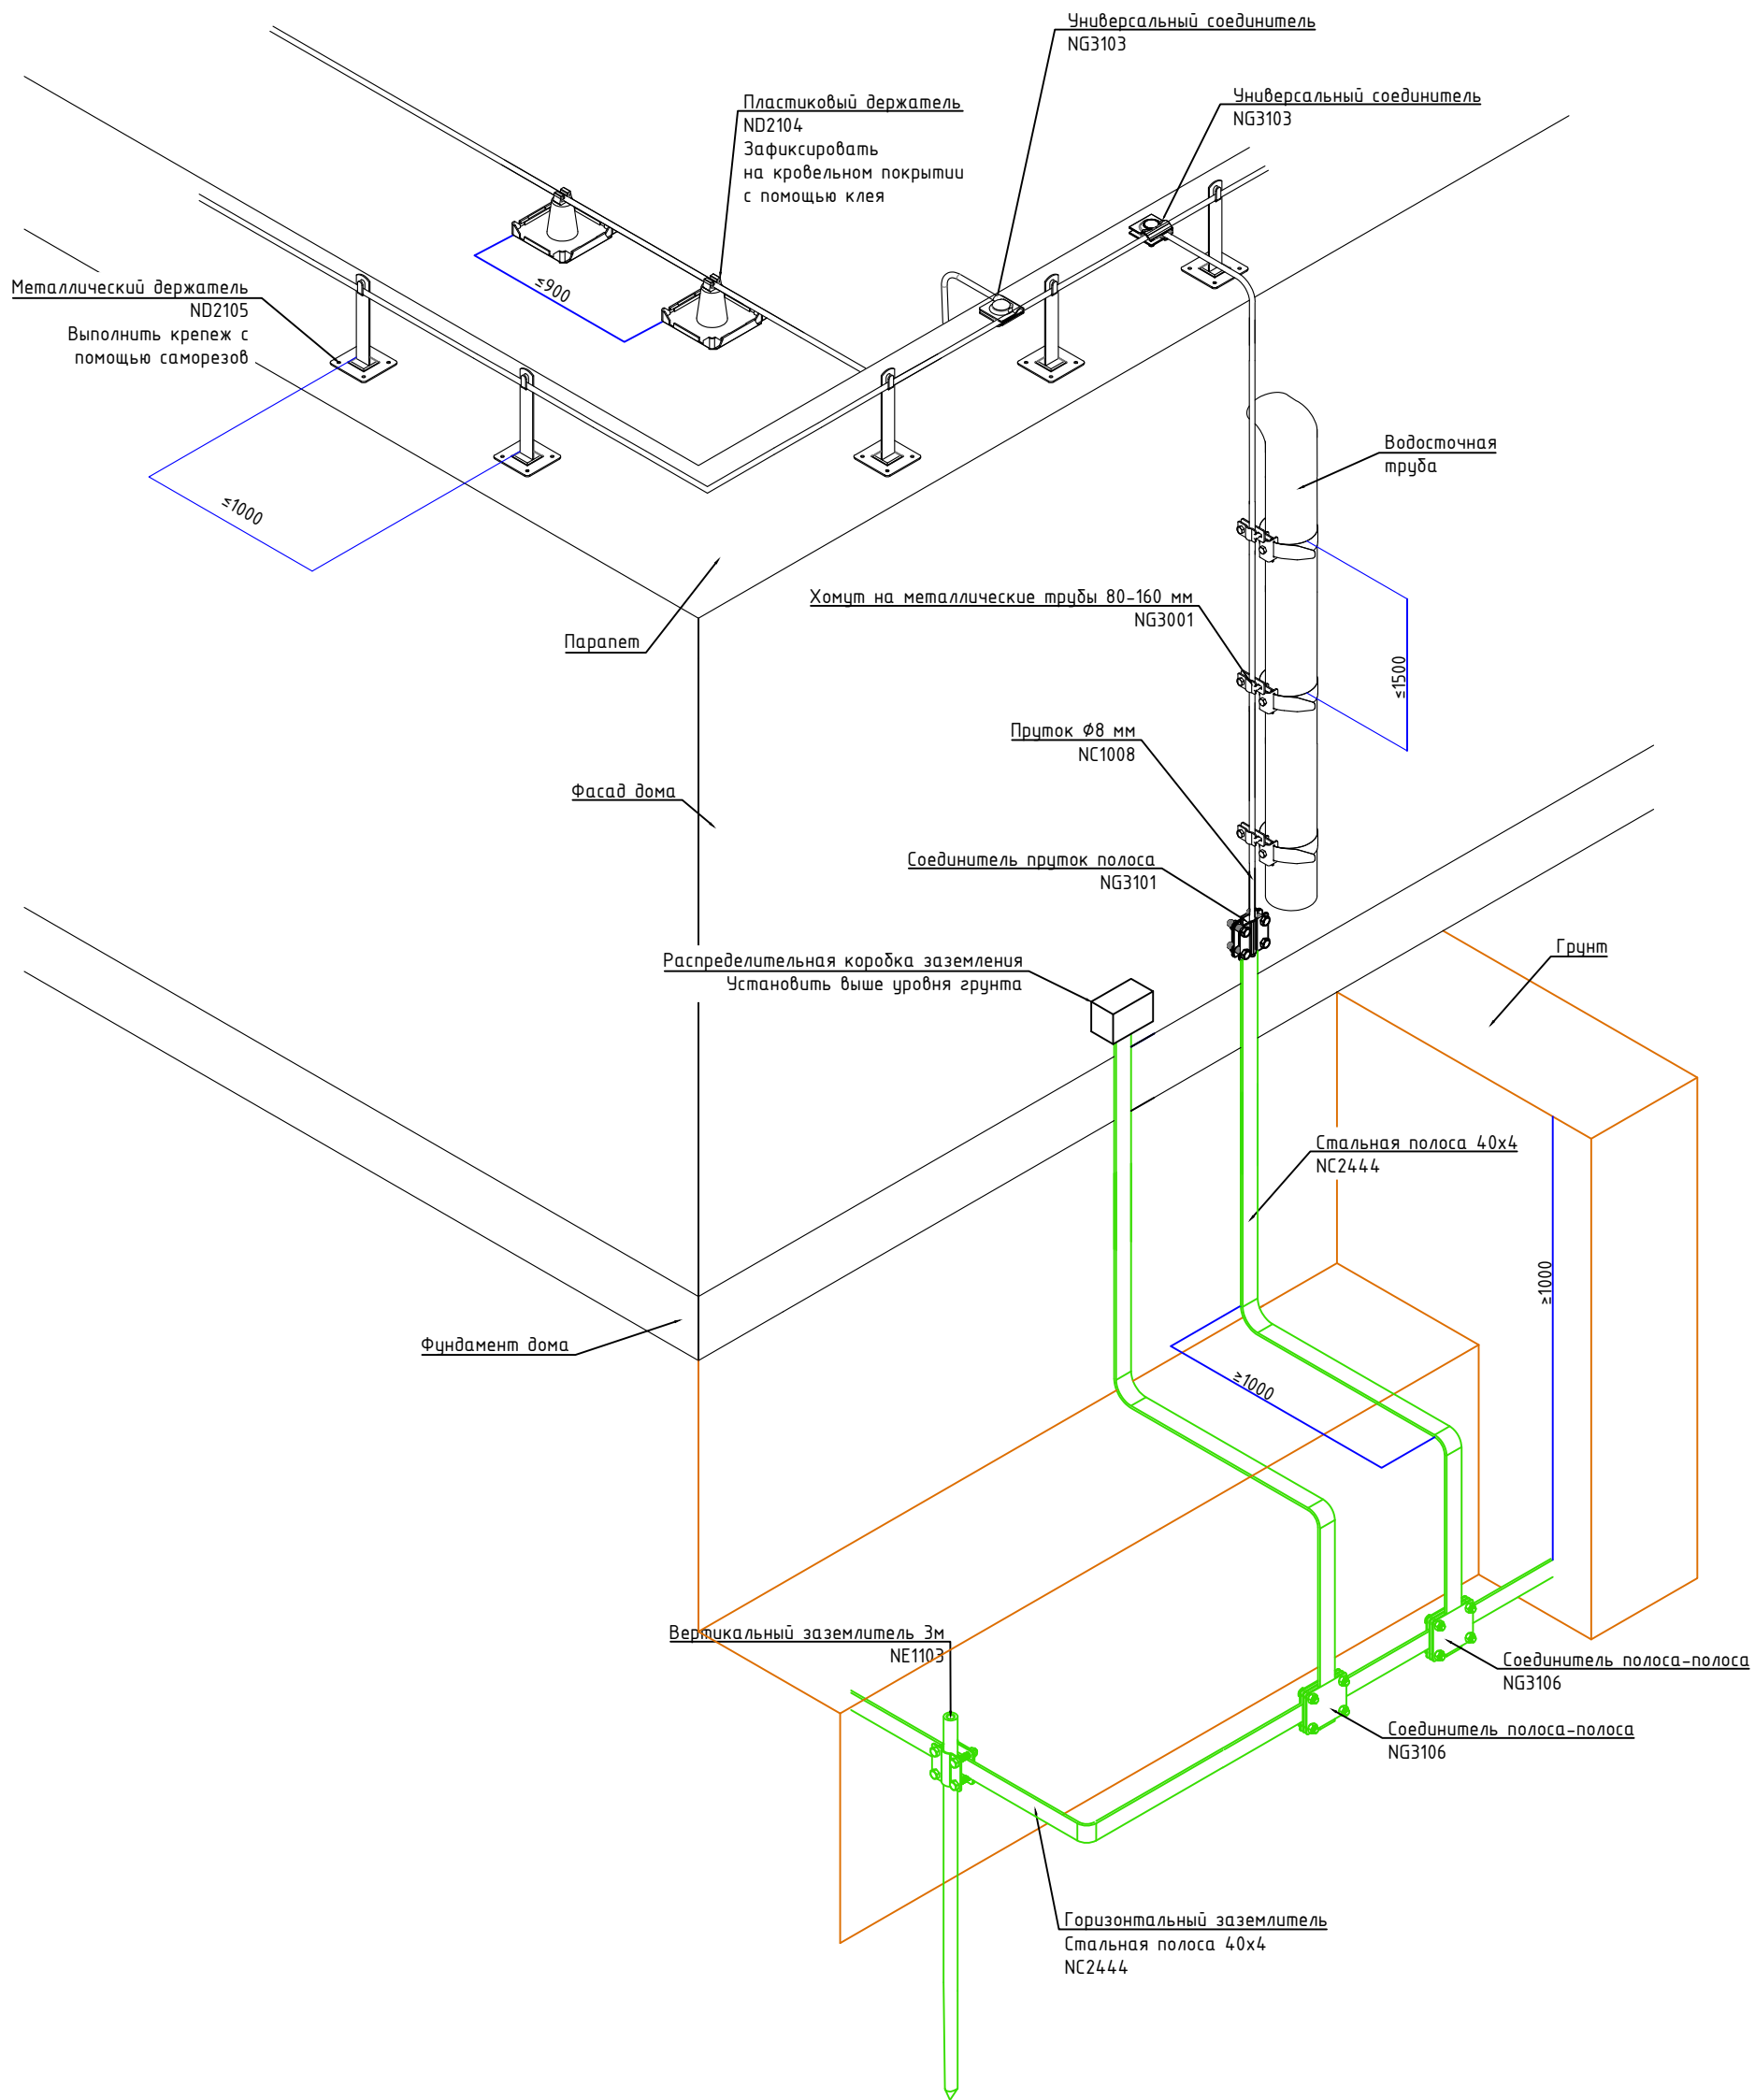 Универсальный соединитель
NG3103
Пластиковый держатель
ND2104
Зафиксировать
на кровельном покрытии
с помощью клея
Универсальный соединитель
NG3103
Металлический держатель
ND2105
Выполнить крепеж с
помощью саморезов
≤900
≤1000
Водосточная
труба
Хомут на металлические трубы 80-160 мм
NG3001
Парапет
≤1500
Пруток Φ8 мм
NC1008
Фасад дома
Соединитель пруток полоса
NG3101
Распределительная коробка заземления
Установить выше уровня грунта
Грунт
Стальная полоса 40х4
NC2444
≥1000
Фундамент дома
≥1000
Вертикальный заземлитель 3м
NE1103
Соединитель полоса-полоса
NG3106
Соединитель полоса-полоса
NG3106
Горизонтальный заземлитель
Стальная полоса 40х4
NC2444